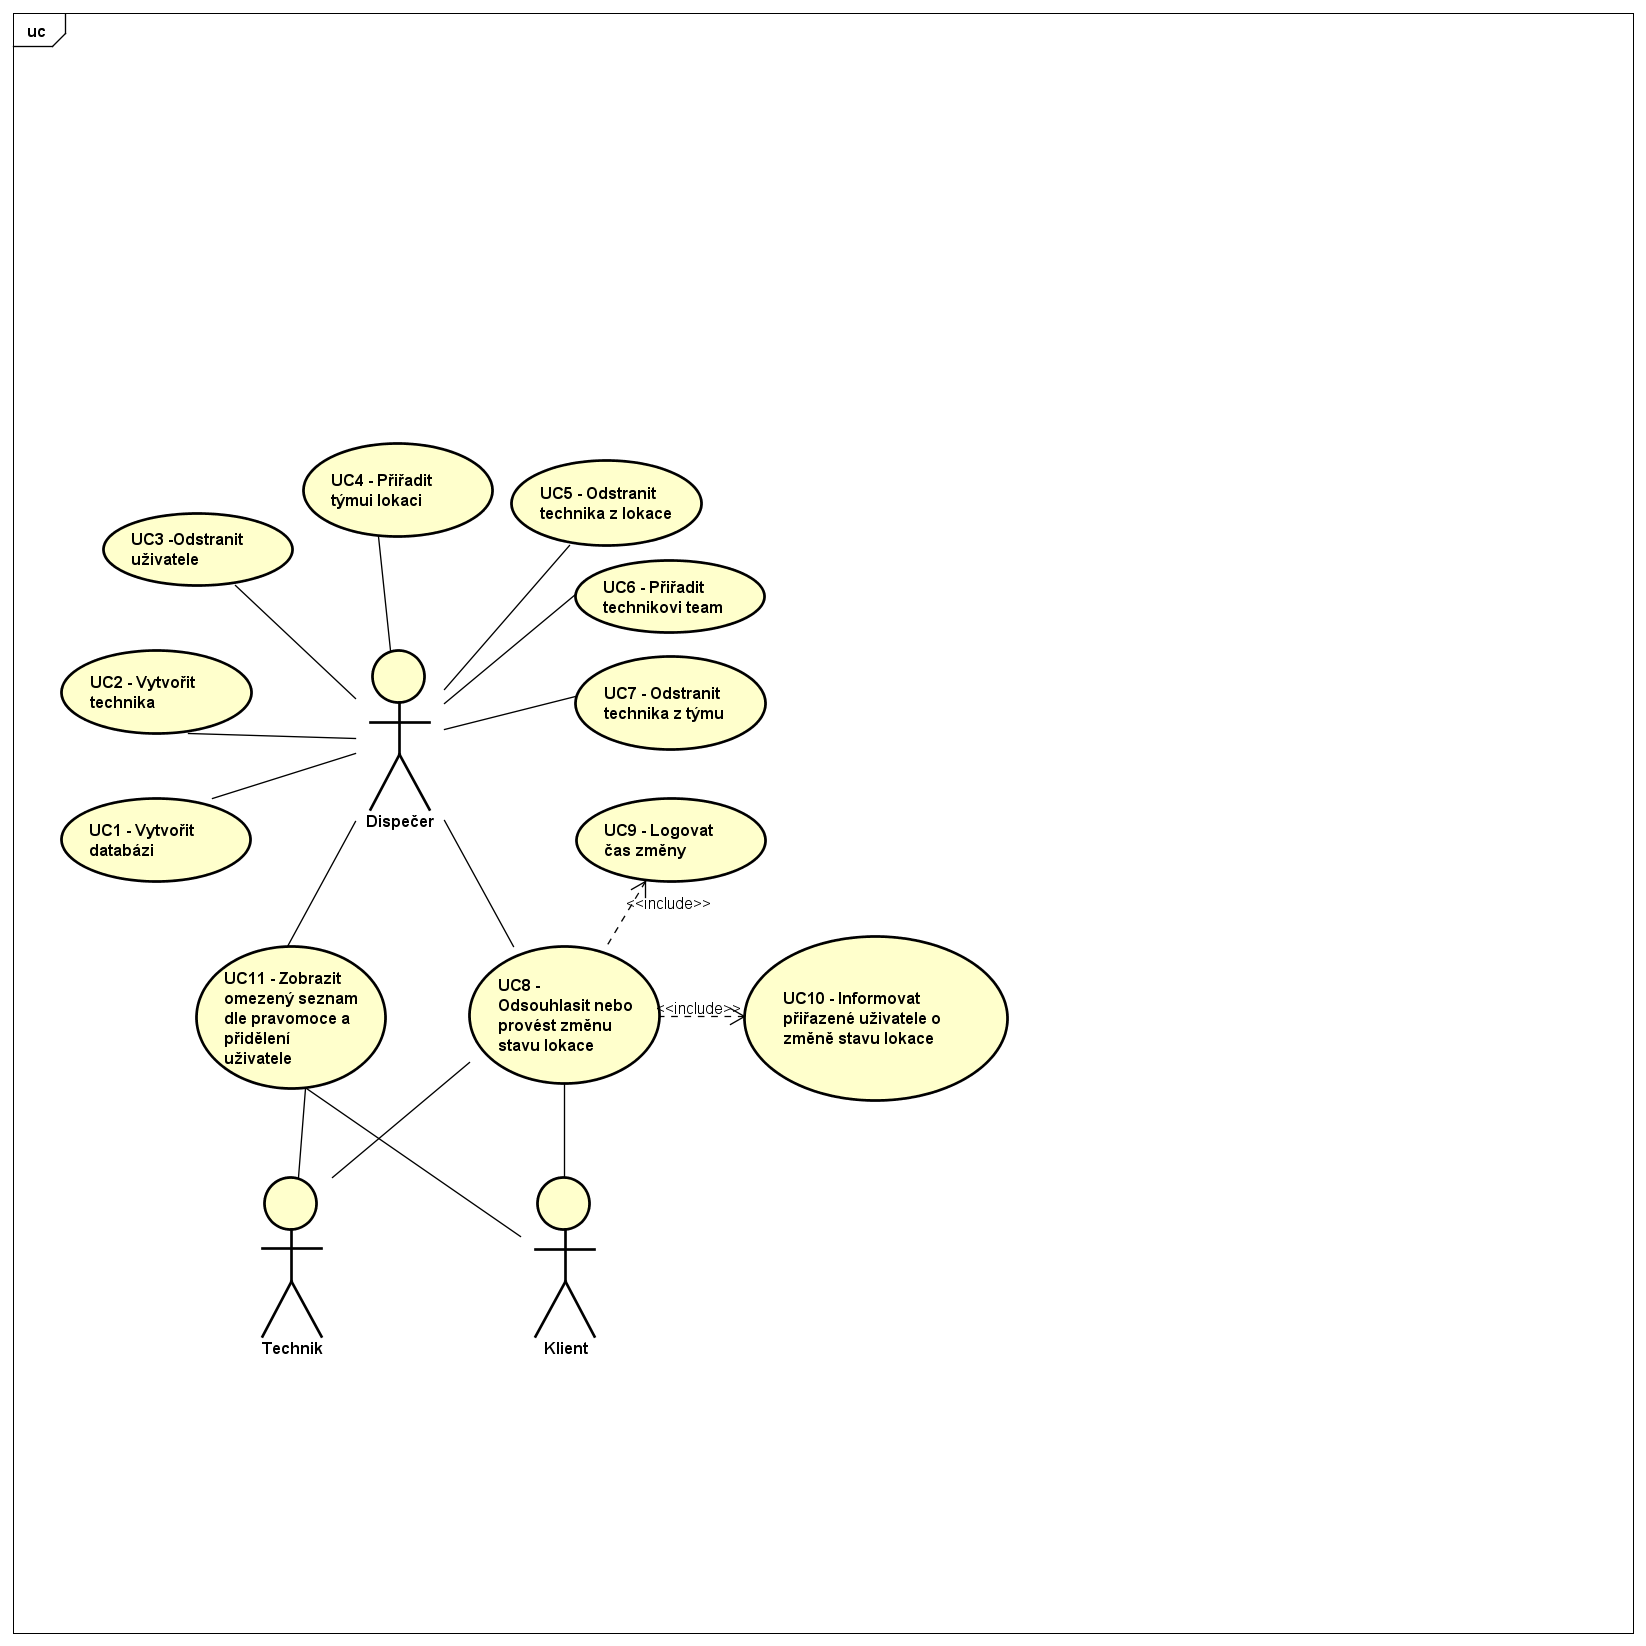 uc
UC4 - Přiřadit
týmui lokaci
UC5 - Odstranit
technika z lokace
UC3 -Odstranit
uživatele
UC6 - Přiřadit
technikovi team
UC2 - Vytvořit
technika
UC7 - Odstranit
technika z týmu
Dispečer
UC1 - Vytvořit
databázi
UC9 - Logovat
čas změny
<<include>>
UC11 - Zobrazit
omezený seznam
dle pravomoce a
přidělení
uživatele
UC8 -
Odsouhlasit nebo
provést změnu
stavu lokace
<<include>>
UC10 - Informovat
přiřazené uživatele o
změně stavu lokace
Technik
Klient